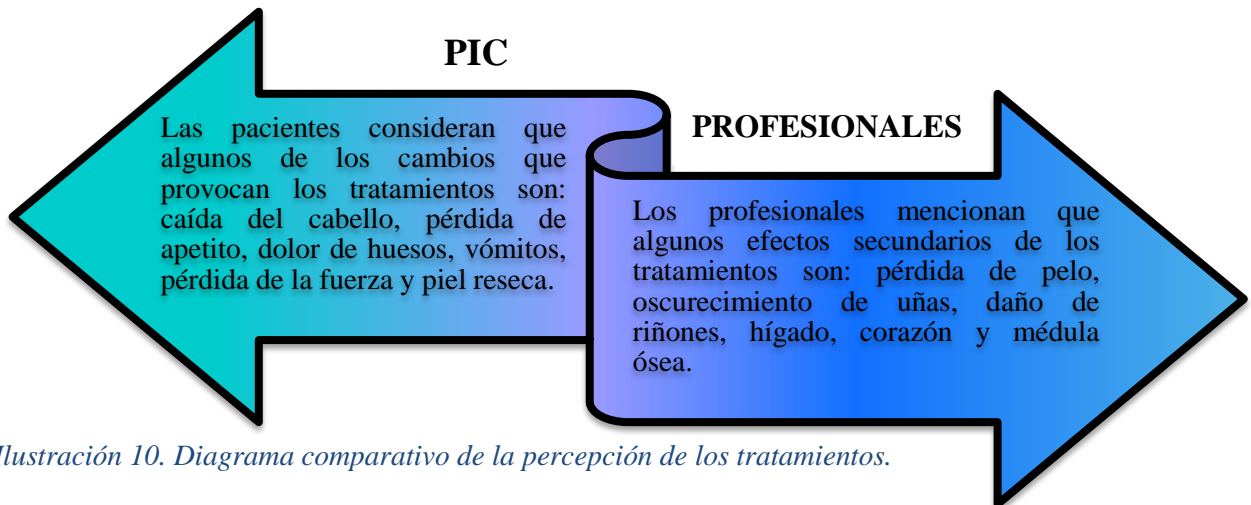 PIC
Las pacientes consideran que
algunos de los cambios que
provocan los tratamientos son:
caída del cabello, pérdida de
apetito, dolor de huesos, vómitos,
pérdida de la fuerza y piel reseca.
PROFESIONALES
Los profesionales mencionan que
algunos efectos secundarios de los
tratamientos son: pérdida de pelo,
oscurecimiento de uñas, daño de
riñones, hígado, corazón y médula
ósea.
Ilustración 10. Diagrama comparativo de la percepción de los tratamientos.